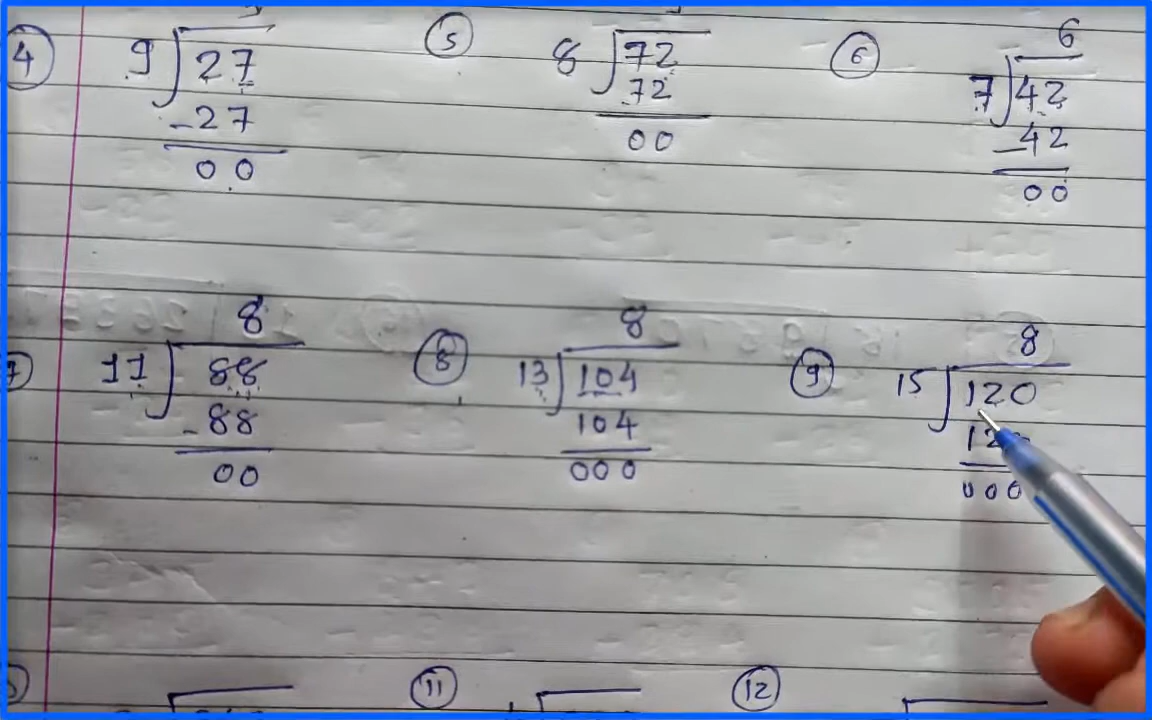 ④ 9 27 ⑤ 8 72 ⑥ 6
-27 72 7 42
00 00 -42
00
8 8 8
11 88 ⑧ 13 104 ⑨ 15 120
-88 104 12
00 000 000
⑪ ⑫